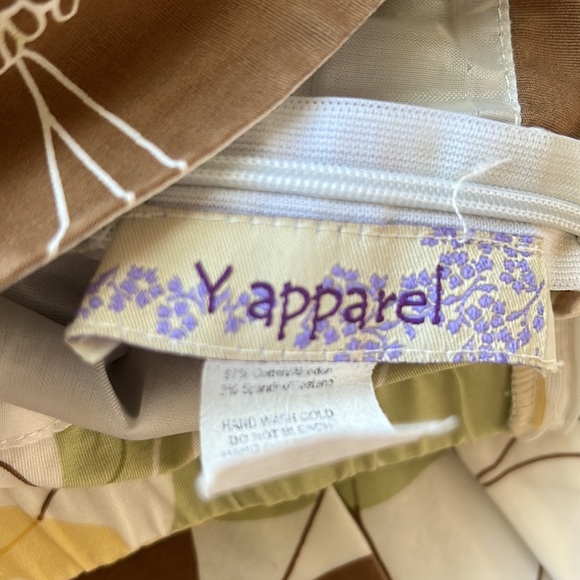 Y apparel
97% Cotton/Algodon
3% Spandex/Elastano
HAND WASH COLD
DO NOT BLEACH